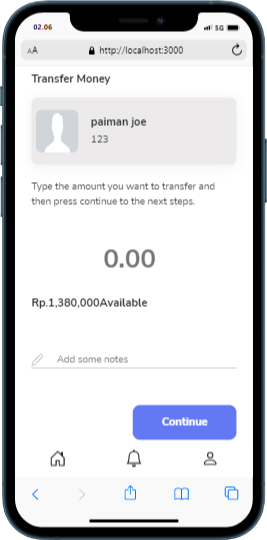 02.06
5G
AA
http://localhost:3000
Transfer Money
paiman joe
123
Type the amount you want to transfer and
then press continue to the next steps.
0.00
Rp.1,380,000Available
Add some notes
Continue